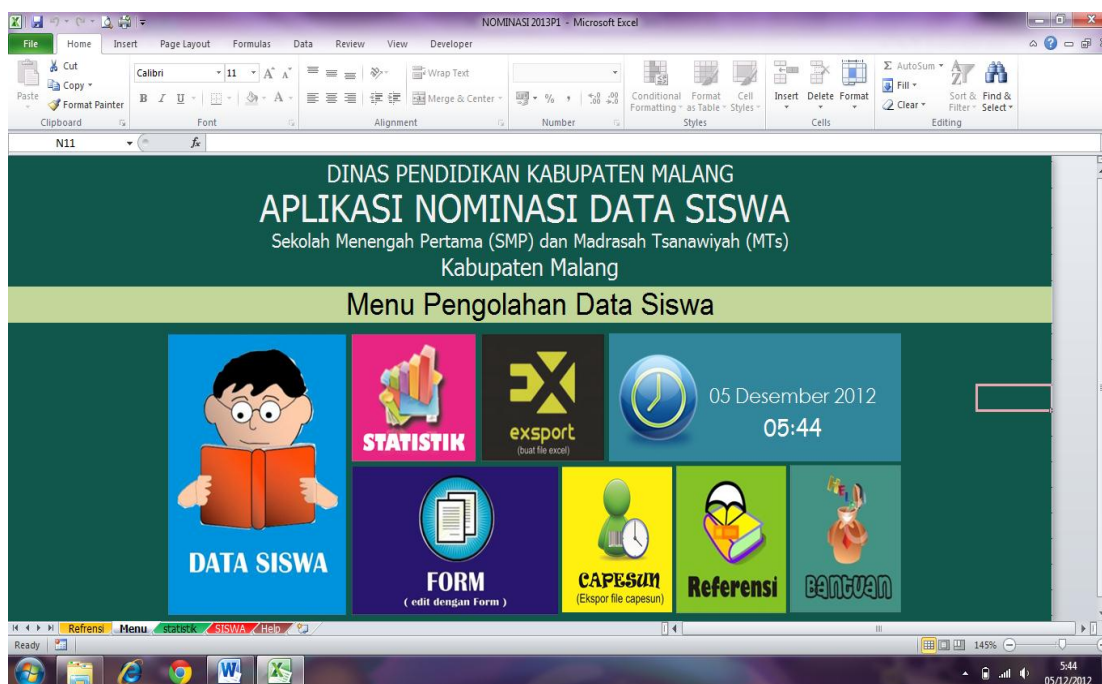 NOMINASI 2013P1 - Microsoft Excel
File Home Insert Page Layout Formulas Data Review View Developer
Cut
Copy
Format Painter
Paste
Clipboard
Calibri 11
B I U
Font
Wrap Text
Merge & Center
Alignment
% ,
Number
Conditional Formatting
Format as Table
Cell Styles
Styles
Insert Delete Format
Cells
Σ AutoSum
Fill
Clear
Sort & Filter
Find & Select
Editing
N11
fx
DINAS PENDIDIKAN KABUPATEN MALANG
APLIKASI NOMINASI DATA SISWA
Sekolah Menengah Pertama (SMP) dan Madrasah Tsanawiyah (MTs)
Kabupaten Malang
Menu Pengolahan Data Siswa
DATA SISWA
STATISTIK
exsport
(buat file excel)
05 Desember 2012
05:44
FORM
( edit dengan Form )
CAPESUN
(Ekspor file capesun)
Referensi
BANTUAN
Refrensi Menu statistik SISWA Help
Ready
145%
5:44
05/12/2012